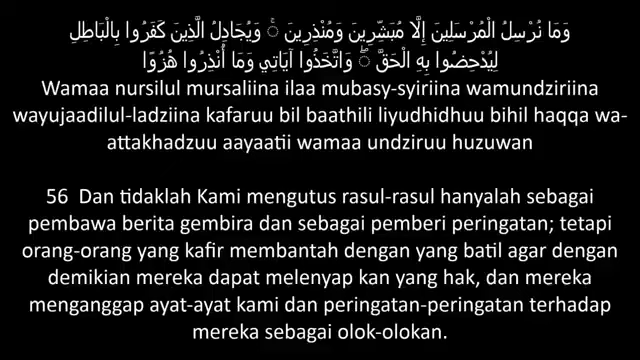 وَمَا نُرْسِلُ الْمُرْسَلِينَ إِلَّا مُبَشِّرِينَ وَمُنْذِرِينَ ۚ وَيُجَادِلُ الَّذِينَ كَفَرُوا بِالْبَاطِلِ
لِيُدْحِضُوا بِهِ الْحَقَّ ۖ وَاتَّخَذُوا آيَاتِي وَمَا أُنْذِرُوا هُزُوًا
Wamaa nursilul mursaliina ilaa mubasy-syiriina wamundziriina
wayujaadilul-ladziina kafaruu bil baathili liyudhidhuu bihil haqqa wa-
attakhadzuu aayaatii wamaa undziruu huzuwan
56 Dan tidaklah Kami mengutus rasul-rasul hanyalah sebagai
pembawa berita gembira dan sebagai pemberi peringatan; tetapi
orang-orang yang kafir membantah dengan yang batil agar dengan
demikian mereka dapat melenyap kan yang hak, dan mereka
menganggap ayat-ayat kami dan peringatan-peringatan terhadap
mereka sebagai olok-olokan.